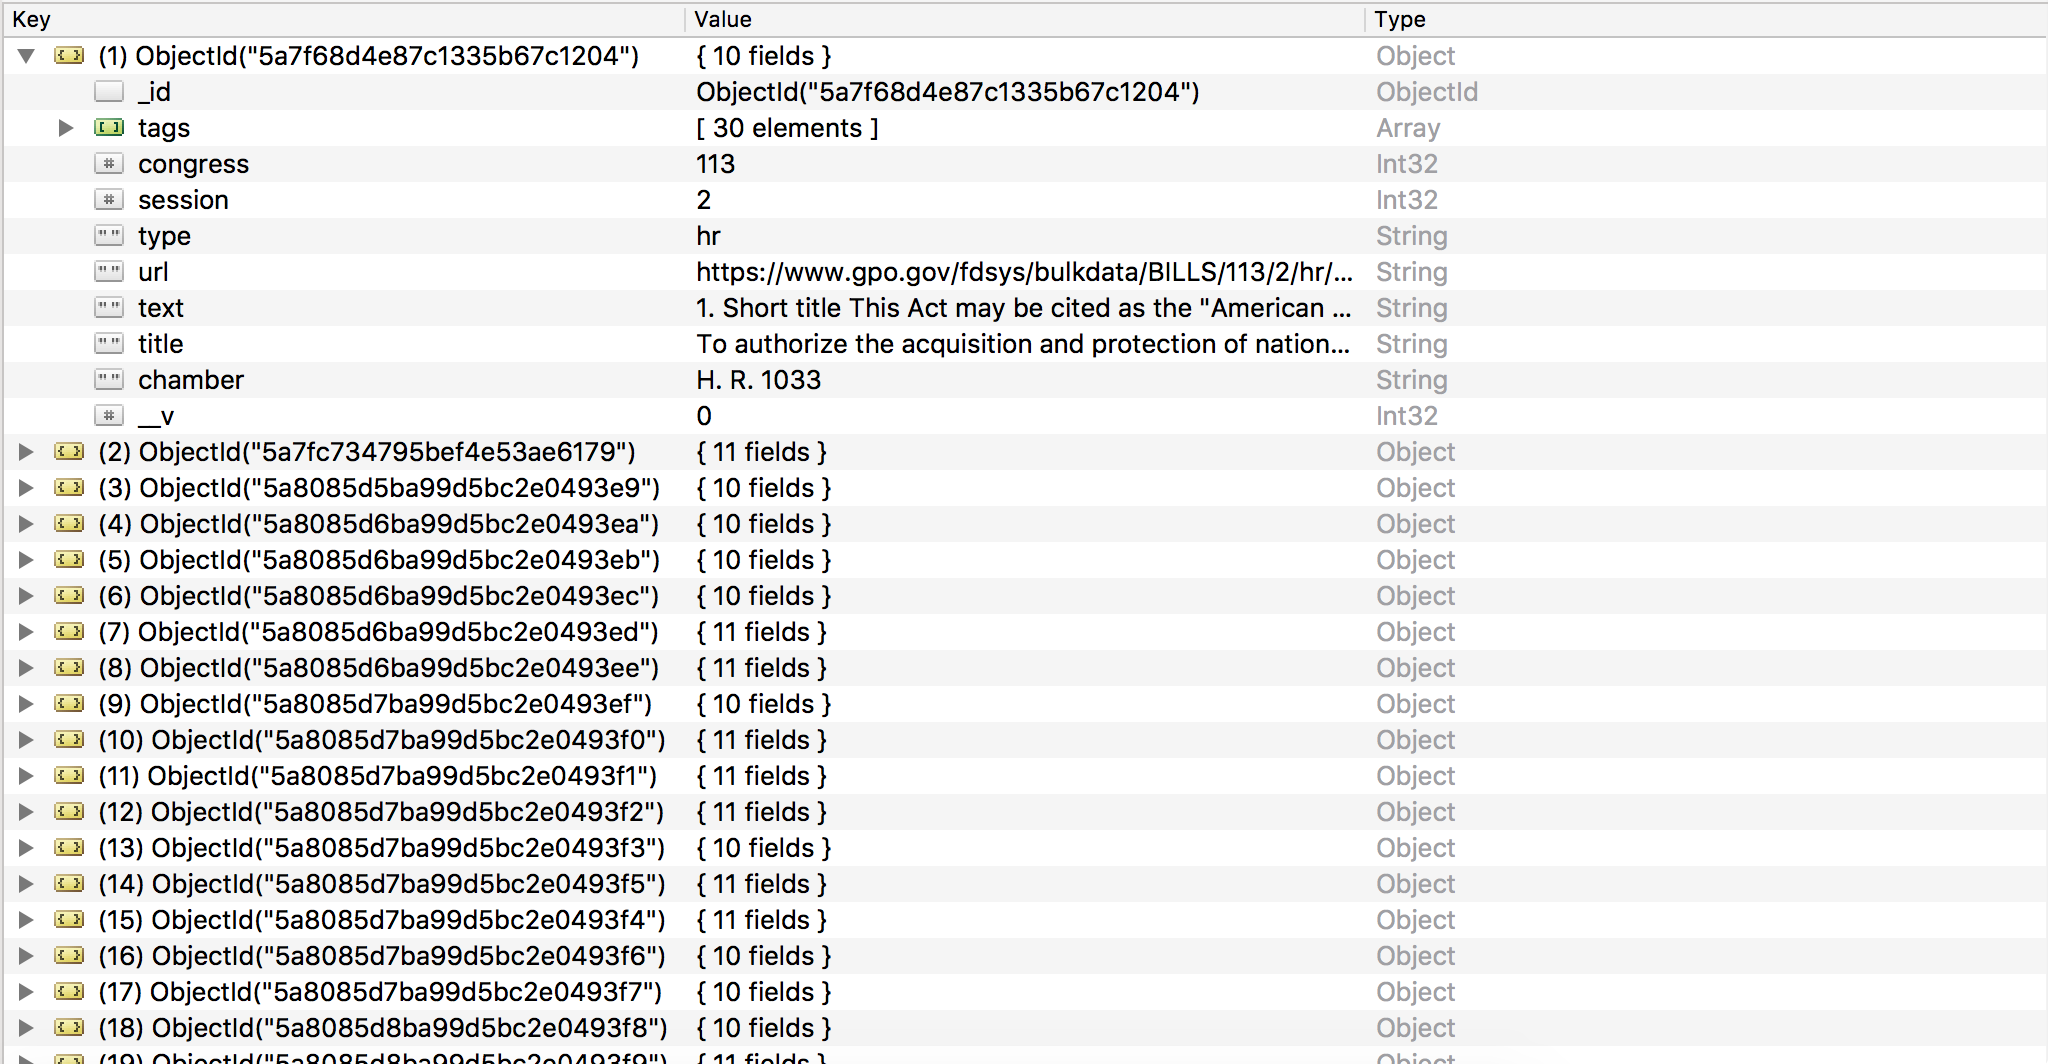 Key Value Type
(1) ObjectId("5a7f68d4e87c1335b67c1204") { 10 fields } Object
_id ObjectId("5a7f68d4e87c1335b67c1204") ObjectId
tags [ 30 elements ] Array
# congress 113 Int32
# session 2 Int32
"" type hr String
"" url https://www.gpo.gov/fdsys/bulkdata/BILLS/113/2/hr/... String
"" text 1. Short title This Act may be cited as the "American ... String
"" title To authorize the acquisition and protection of nation... String
"" chamber H. R. 1033 String
# __v 0 Int32
(2) ObjectId("5a7fc734795bef4e53ae6179") { 11 fields } Object
(3) ObjectId("5a8085d5ba99d5bc2e0493e9") { 10 fields } Object
(4) ObjectId("5a8085d6ba99d5bc2e0493ea") { 10 fields } Object
(5) ObjectId("5a8085d6ba99d5bc2e0493eb") { 10 fields } Object
(6) ObjectId("5a8085d6ba99d5bc2e0493ec") { 10 fields } Object
(7) ObjectId("5a8085d6ba99d5bc2e0493ed") { 11 fields } Object
(8) ObjectId("5a8085d6ba99d5bc2e0493ee") { 11 fields } Object
(9) ObjectId("5a8085d7ba99d5bc2e0493ef") { 10 fields } Object
(10) ObjectId("5a8085d7ba99d5bc2e0493f0") { 11 fields } Object
(11) ObjectId("5a8085d7ba99d5bc2e0493f1") { 11 fields } Object
(12) ObjectId("5a8085d7ba99d5bc2e0493f2") { 11 fields } Object
(13) ObjectId("5a8085d7ba99d5bc2e0493f3") { 10 fields } Object
(14) ObjectId("5a8085d7ba99d5bc2e0493f5") { 11 fields } Object
(15) ObjectId("5a8085d7ba99d5bc2e0493f4") { 11 fields } Object
(16) ObjectId("5a8085d7ba99d5bc2e0493f6") { 10 fields } Object
(17) ObjectId("5a8085d7ba99d5bc2e0493f7") { 10 fields } Object
(18) ObjectId("5a8085d8ba99d5bc2e0493f8") { 10 fields } Object
(19) ObjectId("5a8085d8ba99d5bc2e0493f9") { 11 fields } Object